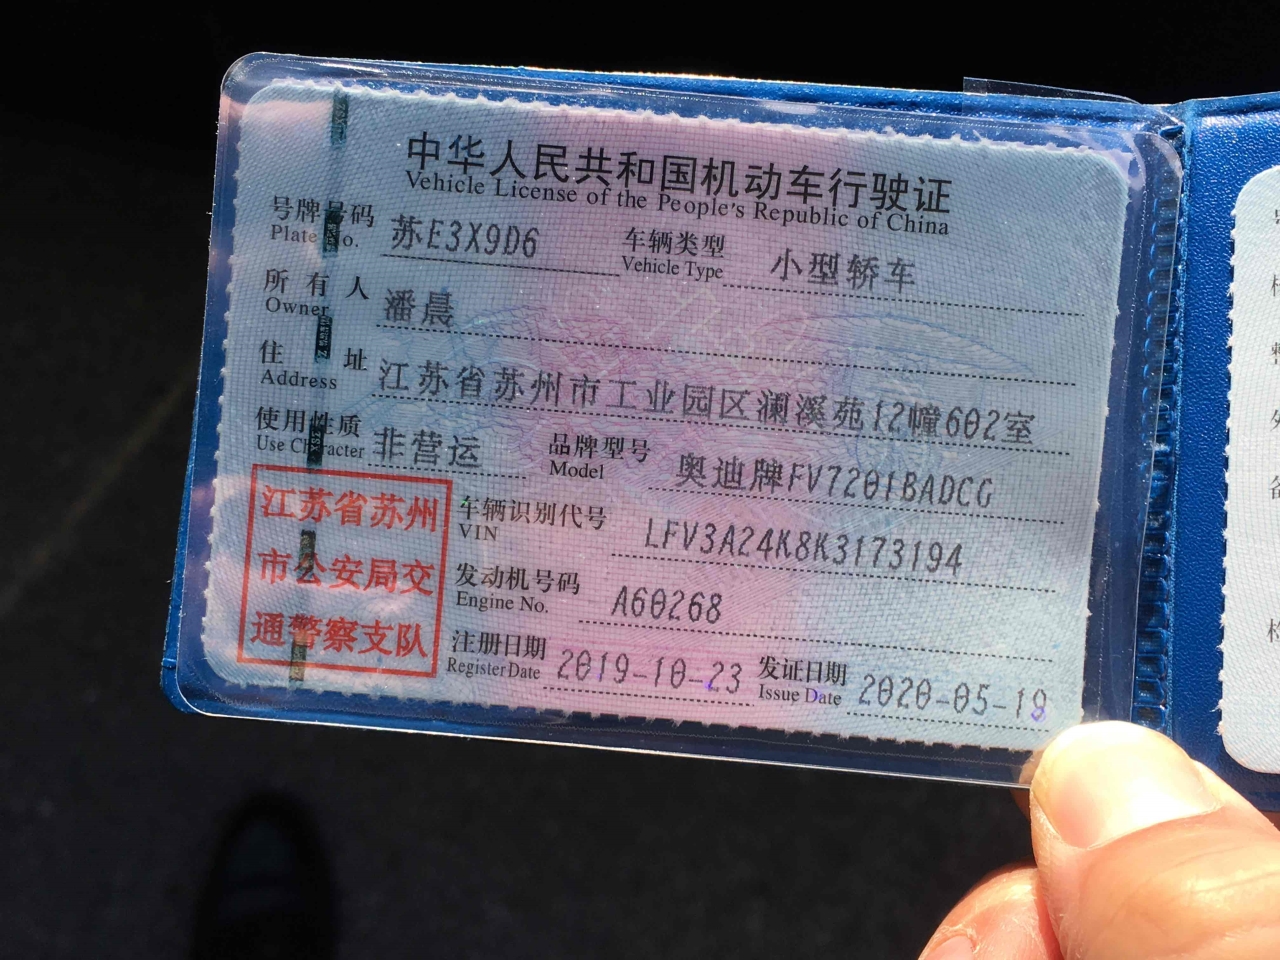 中华人民共和国机动车行驶证
Vehicle License of the People's Republic of China
号牌号码 苏E3X9D6 车辆类型 小型轿车
Plate No. Vehicle Type
所有人 潘晨
Owner
住址 江苏省苏州市工业园区澜溪苑12幢602室
Address
使用性质 非营运 品牌型号 奥迪牌FV7201BADCG
Use Character Model
江苏省苏州
市公安局交
通警察支队
车辆识别代号 LFV3A24K8K3173194
VIN
发动机号码 A60268
Engine No.
注册日期 2019-10-23 发证日期 2020-05-19
Register Date Issue Date